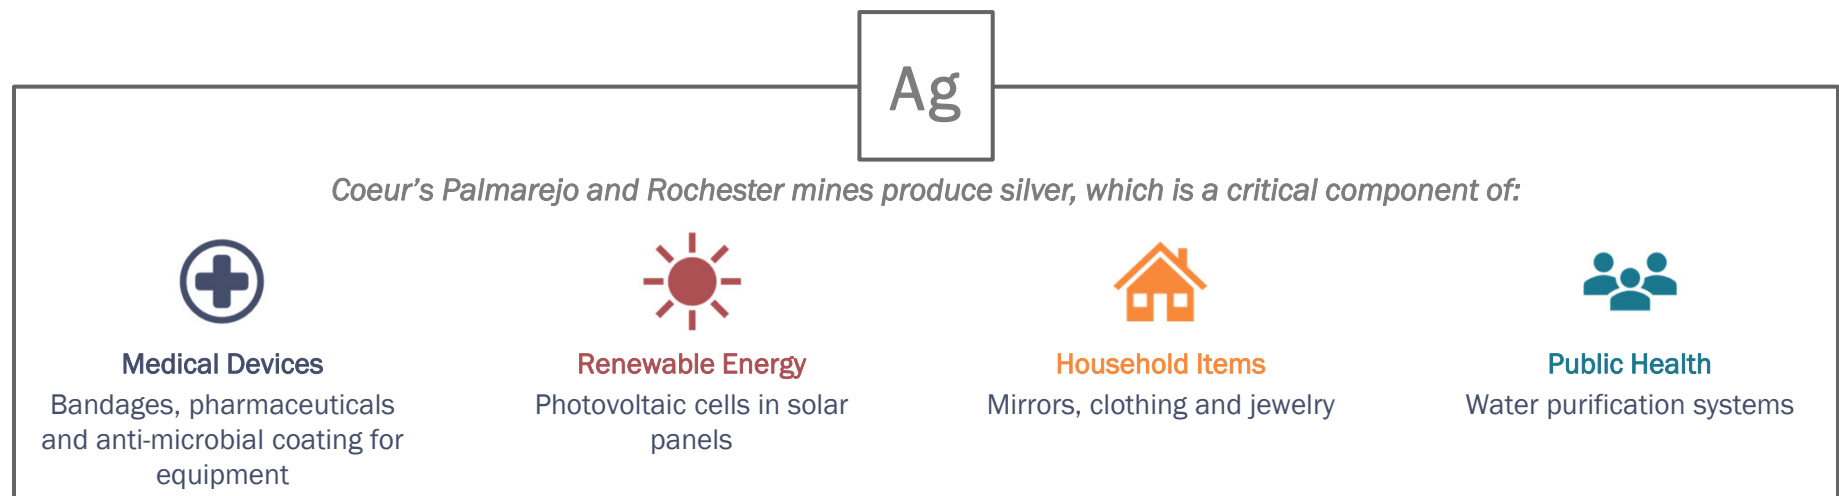 Ag
Coeur's Palmarejo and Rochester mines produce silver, which is a critical component of:
Medical Devices
Bandages, pharmaceuticals
and anti-microbial coating for
equipment
Renewable Energy
Photovoltaic cells in solar
panels
Household Items
Mirrors, clothing and jewelry
Public Health
Water purification systems